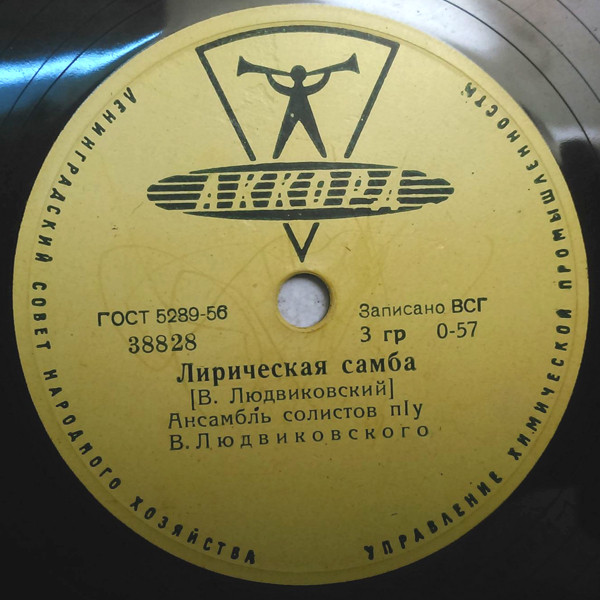 ЛЕНИНГРАДСКИЙ СОВЕТ НАРОДНОГО ХОЗЯЙСТВА
УПРАВЛЕНИЕ ХИМИЧЕСКОЙ ПРОМЫШЛЕННОСТИ
АККОРД
ГОСТ 5289-56
38828
Записано ВСГ
3 гр 0-57
Лирическая самба
[В. Людвиковский]
Ансамбль солистов п/у
В. Людвиковского